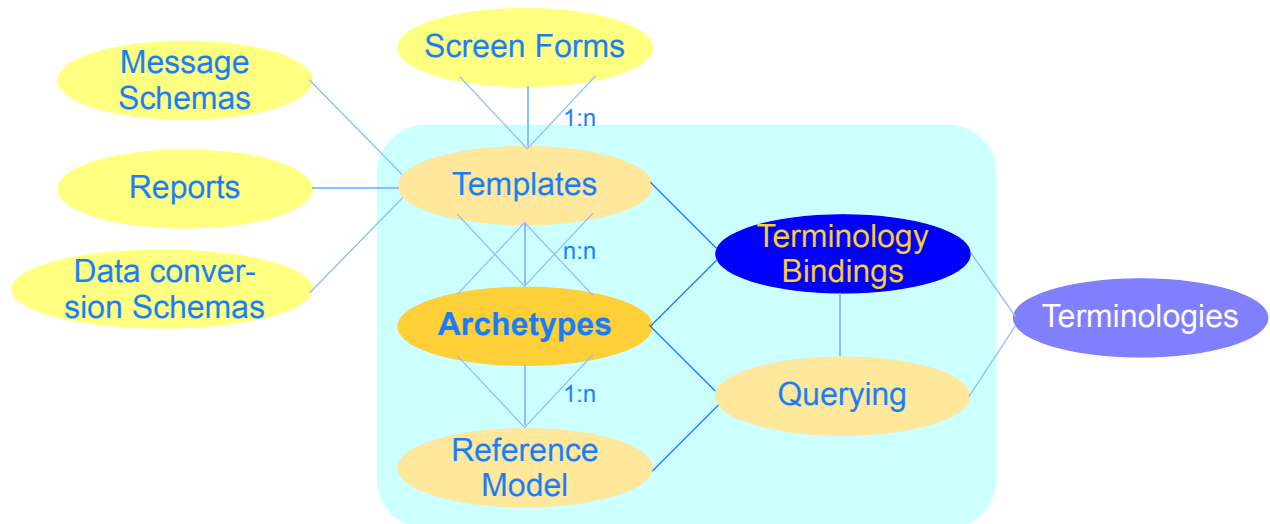 Screen Forms
Message
Schemas
1:n
Reports
Templates
Terminology
Bindings
n:n
Data conver-
sion Schemas
Archetypes
Terminologies
1:n
Querying
Reference
Model